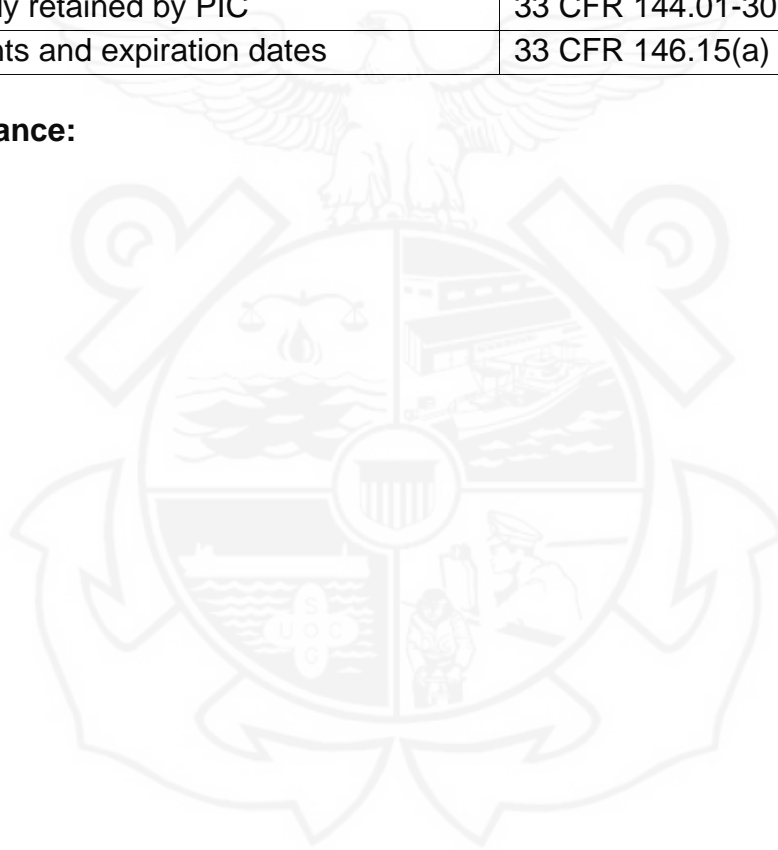 ly retained by PIC 33 CFR 144.01-30
nts and expiration dates 33 CFR 146.15(a)
ance:
S
U O C
G